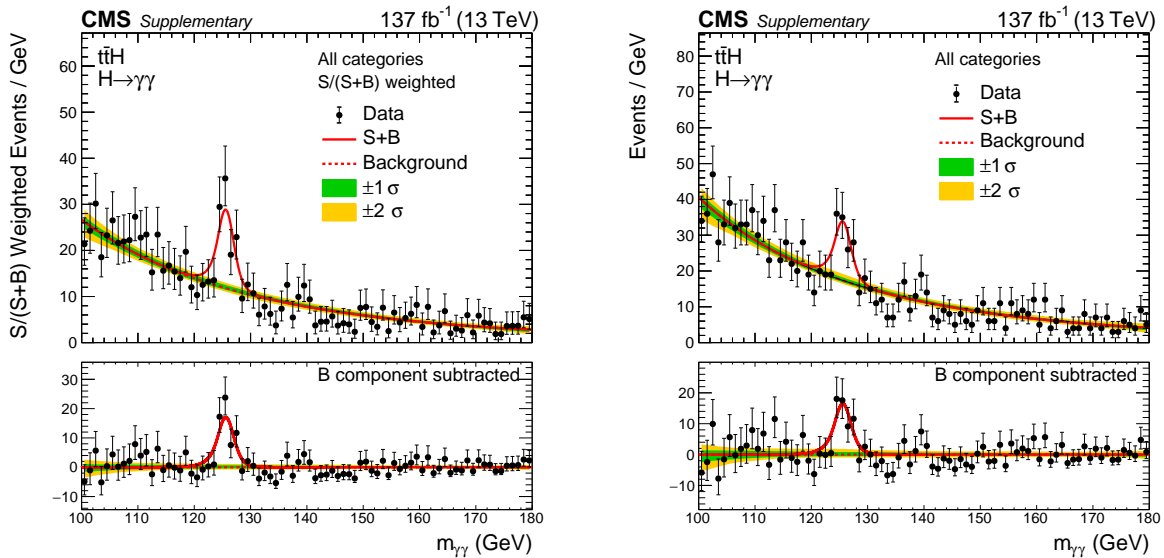 CMS Supplementary 137 fb⁻¹ (13 TeV)
S/(S+B) Weighted Events / GeV
60
50
40
30
20
10
0
tt̄H
H→γγ
All categories
S/(S+B) weighted
Data
S+B
Background
±1 σ
±2 σ
B component subtracted
30
20
10
0
−10
100 110 120 130 140 150 160 170 180
mγγ (GeV)
CMS Supplementary 137 fb⁻¹ (13 TeV)
Events / GeV
80
70
60
50
40
30
20
10
0
tt̄H
H→γγ
All categories
Data
S+B
Background
±1 σ
±2 σ
B component subtracted
30
20
10
0
−10
100 110 120 130 140 150 160 170 180
mγγ (GeV)